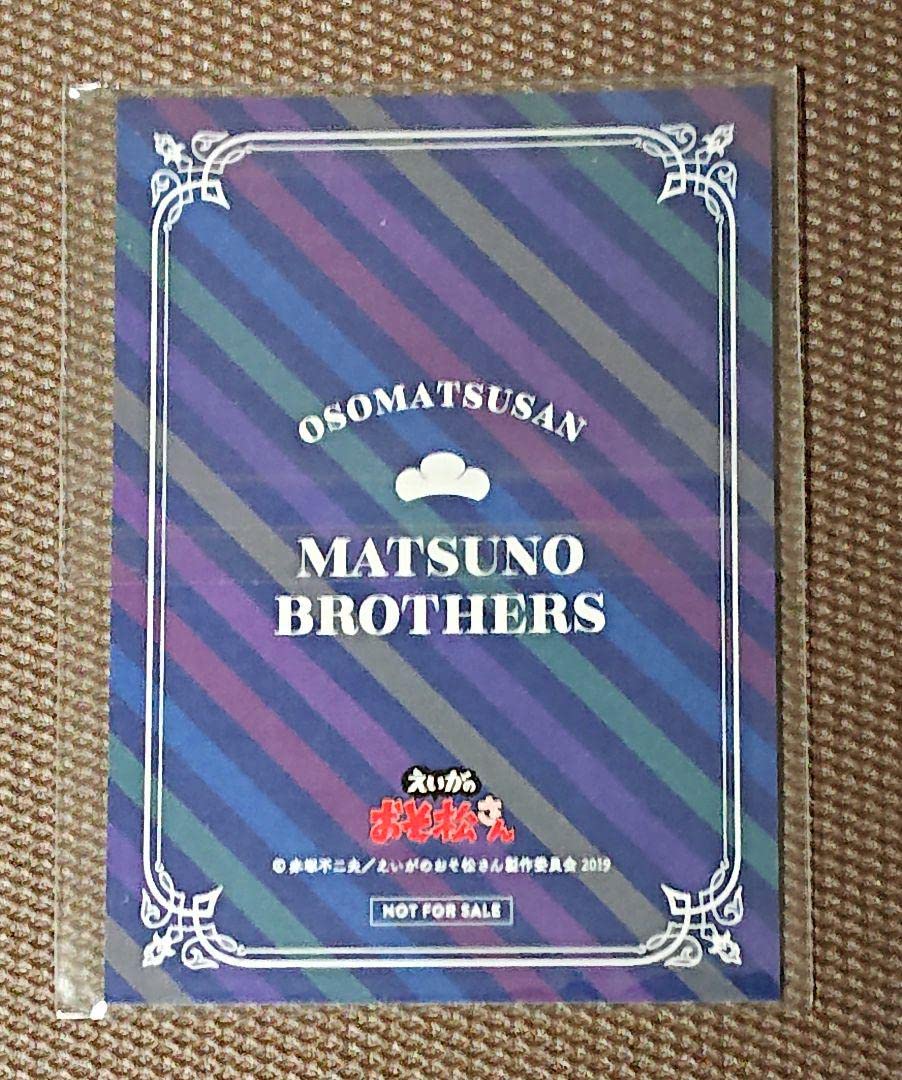 OSOMATSUSAN
MATSUNO
BROTHERS
えいがの
おそ松さん
© 赤塚不二夫／えいがのおそ松さん製作委員会 2019
NOT FOR SALE